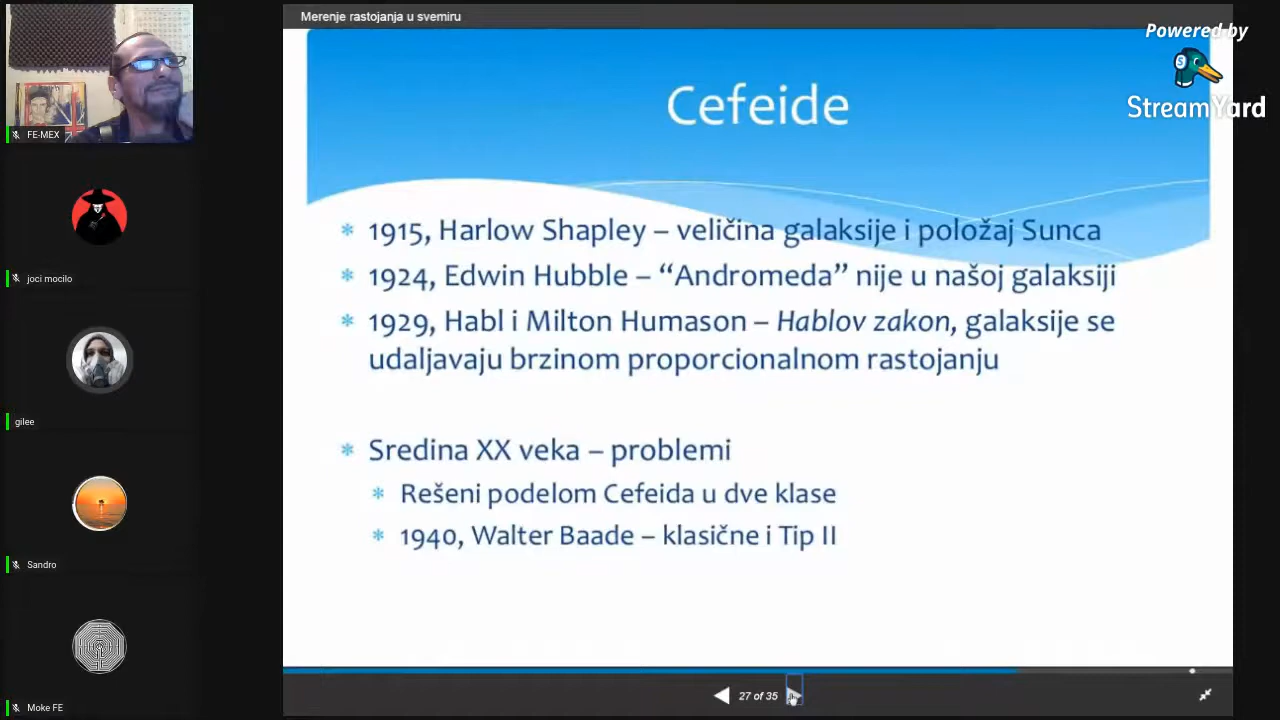 Merenje rastojanja u svemiru
Powered by
StreamYard
Cefeide
* 1915, Harlow Shapley – veličina galaksije i položaj Sunca
* 1924, Edwin Hubble – “Andromeda” nije u našoj galaksiji
* 1929, Habl i Milton Humason – Hablov zakon, galaksije se
udaljavaju brzinom proporcionalnom rastojanju
* Sredina XX veka – problemi
* Rešeni podelom Cefeida u dve klase
* 1940, Walter Baade – klasične i Tip II
27 of 35
FE-MEX
joci mocilo
gilee
Sandro
Moke FE